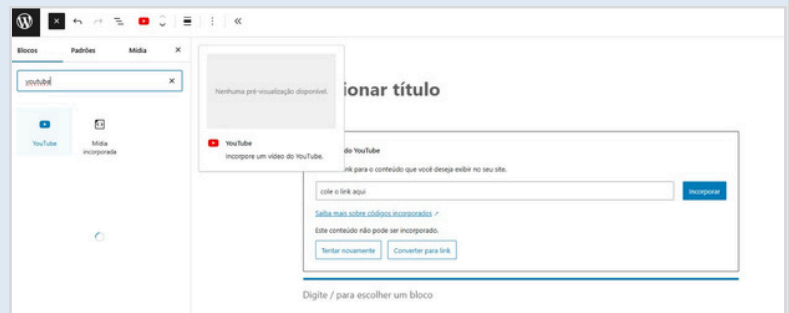 Blocos Padrões Mídia
youtube
YouTube
Mídia
incorporada
Nenhuma pré-visualização disponível.
YouTube
Incorpore um vídeo do YouTube.
ionar título
do YouTube
link para o conteúdo que você deseja exibir no seu site.
cole o link aqui
Incorporar
Saiba mais sobre códigos incorporados
Este conteúdo não pode ser incorporado.
Tentar novamente Converter para link
Digite / para escolher um bloco